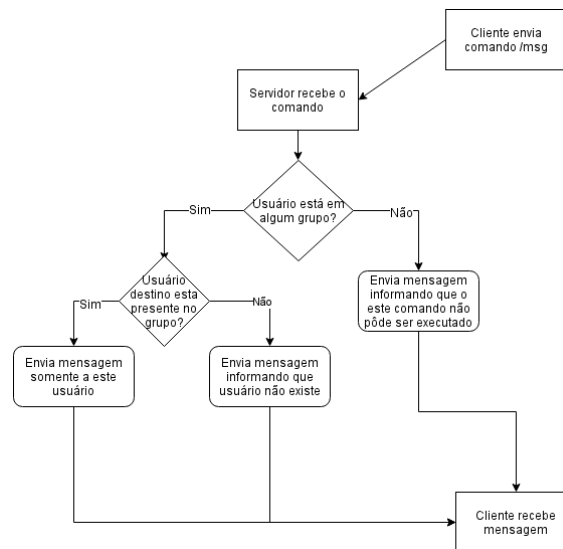 Cliente envia
comando /msg
Servidor recebe o
comando
Usuário está em
algum grupo?
Sim
Não
Usuário
destino esta
presente no
grupo?
Sim
Não
Envia mensagem
informando que o
este comando não
pôde ser executado
Envia mensagem
somente a este
usuário
Envia mensagem
informando que
usuário não existe
Cliente recebe
mensagem